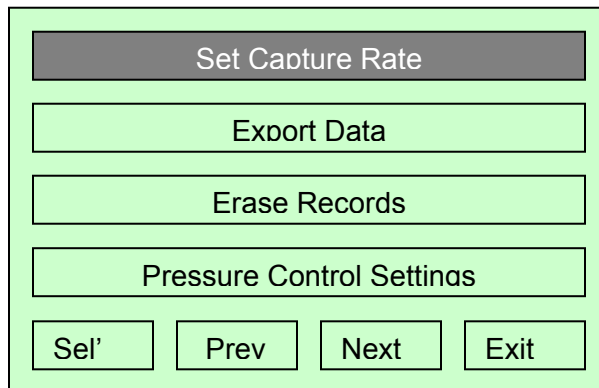 Set Capture Rate
Export Data
Erase Records
Pressure Control Settings
Sel’ Prev Next Exit